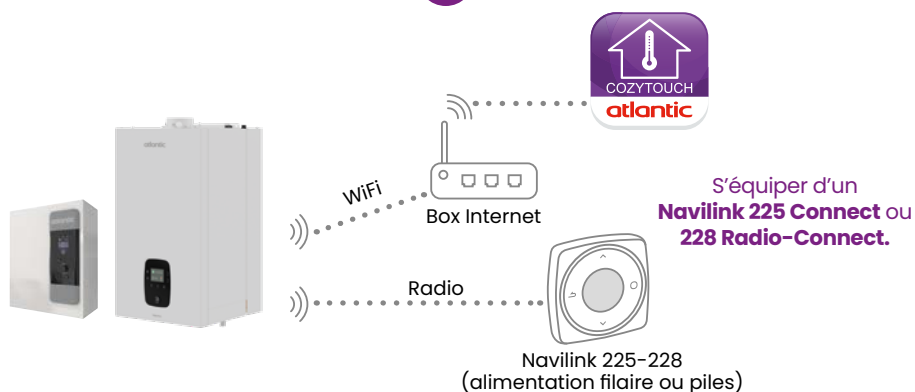 COZYTOUCH
atlantic
atlantic
WiFi
Box Internet
S'équiper d'un
Navilink 225 Connect ou
228 Radio-Connect.
Radio
Navilink 225-228
(alimentation filaire ou piles)